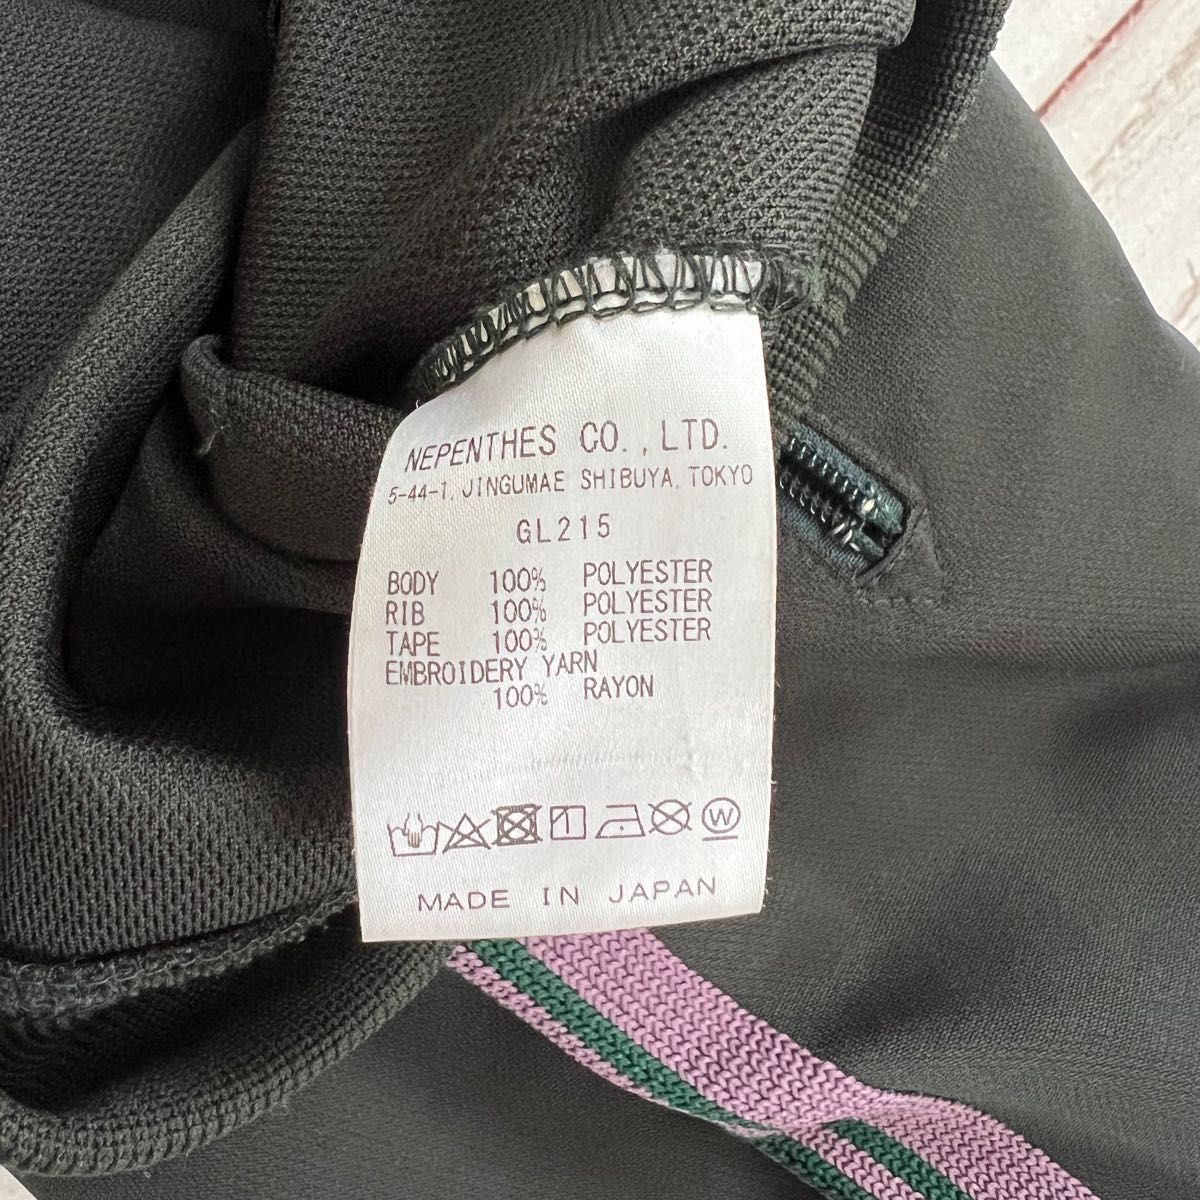 NEPENTHES CO.,LTD.
5-44-1,JINGUMAE SHIBUYA,TOKYO
GL215
BODY 100% POLYESTER
RIB 100% POLYESTER
TAPE 100% POLYESTER
EMBROIDERY YARN
100% RAYON
W
MADE IN JAPAN